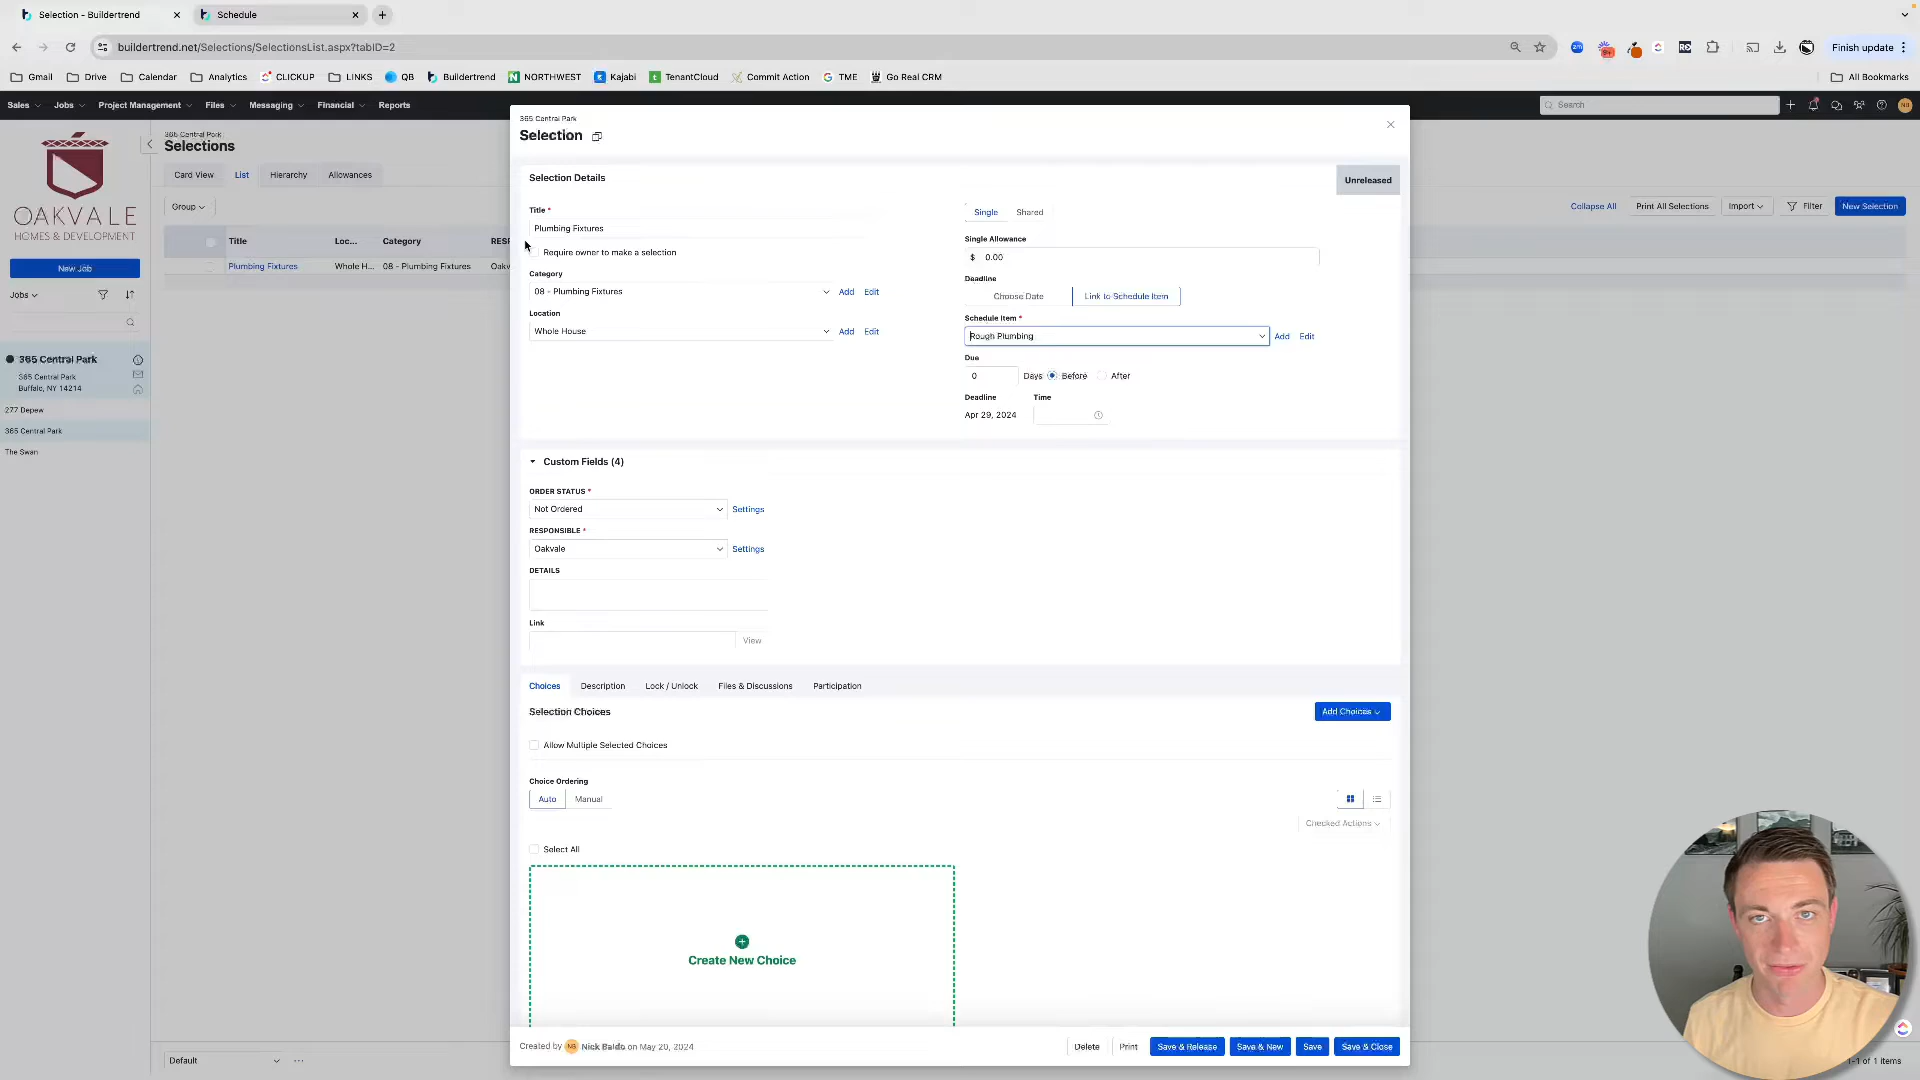 Selection - Buildertrend
Schedule
buildertrend.net/Selections/SelectionsList.aspx?tabID=2
Finish update
Gmail Drive Calendar Analytics CLICKUP LINKS QB Buildertrend NORTHWEST Kajabi TenantCloud Commit Action TME Go Real CRM All Bookmarks
Sales Jobs Project Management Files Messaging Financial Reports
Search
OAKVALE
HOMES & DEVELOPMENT
New Job
Jobs
365 Central Park
365 Central Park
Buffalo, NY 14214
277 Depew
365 Central Park
The Swan
365 Central Park
Selections
Card View List Hierarchy Allowances
Group
Collapse All Print All Selections Import Filter New Selection
Title Loc... Category RESP
Plumbing Fixtures Whole H... 08 - Plumbing Fixtures Oakv
Default
1-1 of 1 items
365 Central Park
Selection
Selection Details
Unreleased
Title *
Plumbing Fixtures
Require owner to make a selection
Category
08 - Plumbing Fixtures Add Edit
Location
Whole House Add Edit
Single Shared
Single Allowance
$ 0.00
Deadline
Choose Date Link to Schedule Item
Schedule Item *
Rough Plumbing Add Edit
Due
0 Days Before After
Deadline Time
Apr 29, 2024
Custom Fields (4)
ORDER STATUS *
Not Ordered Settings
RESPONSIBLE *
Oakvale Settings
DETAILS
Link
View
Choices Description Lock / Unlock Files & Discussions Participation
Selection Choices
Add Choices
Allow Multiple Selected Choices
Choice Ordering
Auto Manual
Checked Actions
Select All
Create New Choice
Created by NB Nick Baldo on May 20, 2024
Delete Print Save & Release Save & New Save Save & Close